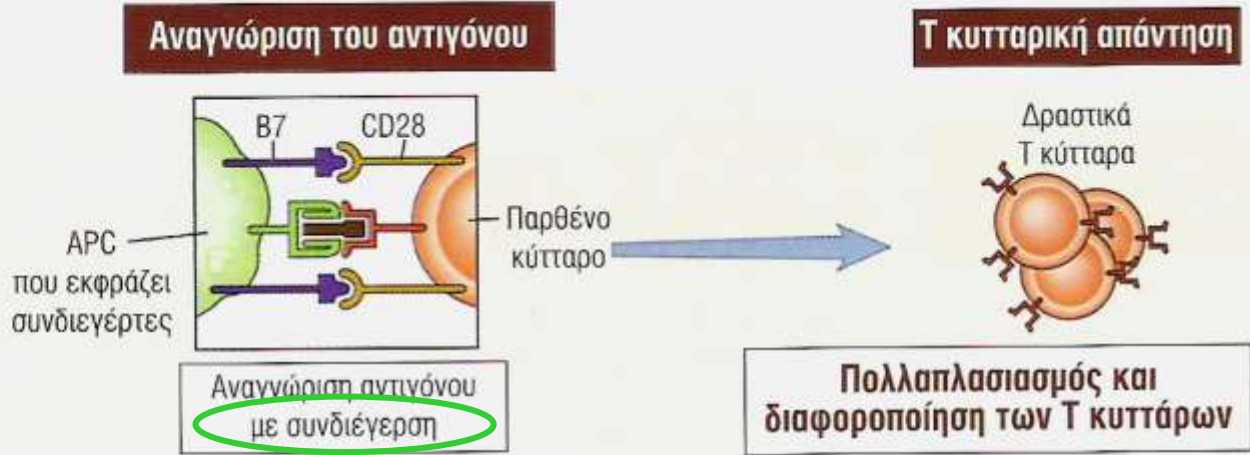 Αναγνώριση του αντιγόνου
B7
CD28
APC
που εκφράζει
συνδιεγέρτες
Παρθένο
κύτταρο
Αναγνώριση αντιγόνου
με συνδιέγερση
Τ κυτταρική απάντηση
Δραστικά
Τ κύτταρα
Πολλαπλασιασμός και
διαφοροποίηση των Τ κυττάρων